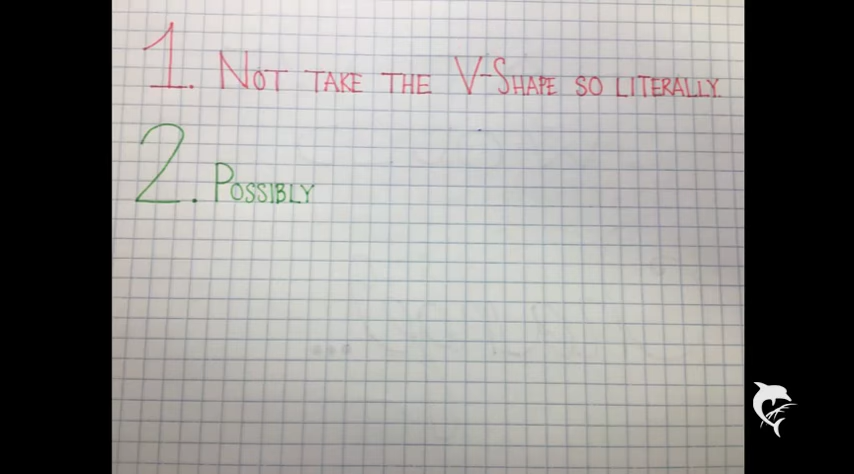 1. NOT TAKE THE V-SHAPE SO LITERALLY.
2. POSSIBLY